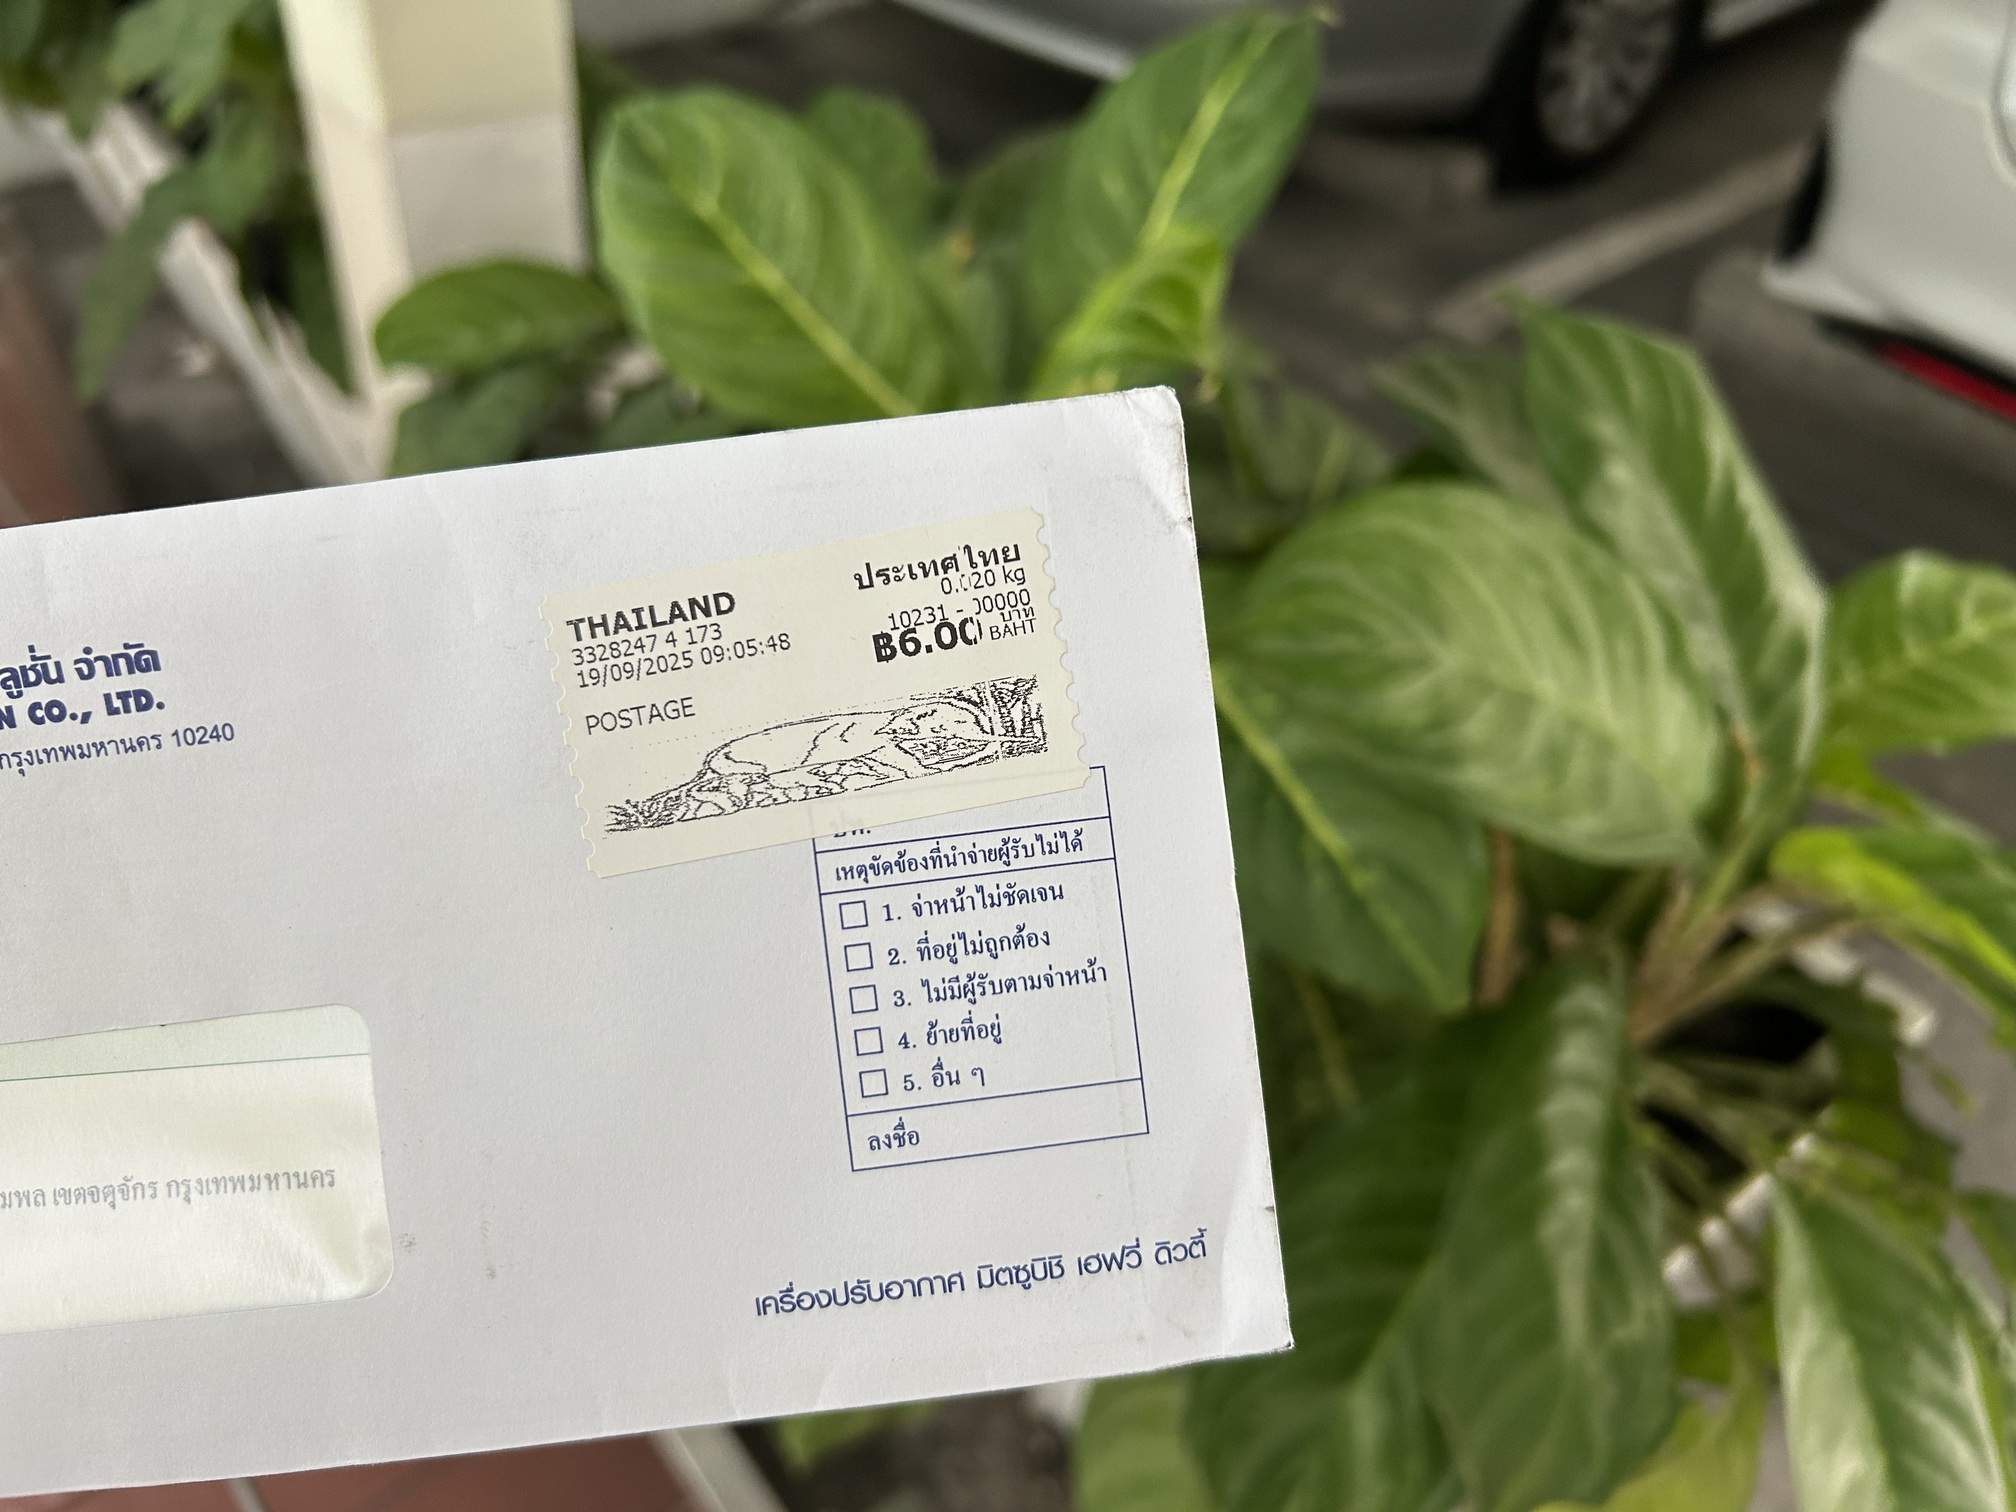 ลูชั่น จำกัด
N CO., LTD.
กรุงเทพมหานคร 10240
THAILAND
3328247 4 173
19/09/2025 09:05:48
POSTAGE
ประเทศไทย
0.020 kg
10231 - 00000
฿6.00 บาท
BAHT
เหตุขัดข้องที่นำจ่ายผู้รับไม่ได้
1. จ่าหน้าไม่ชัดเจน
2. ที่อยู่ไม่ถูกต้อง
3. ไม่มีผู้รับตามจ่าหน้า
4. ย้ายที่อยู่
5. อื่น ๆ
ลงชื่อ
มพล เขตจตุจักร กรุงเทพมหานคร
เครื่องปรับอากาศ มิตซูบิชิ เฮฟวี่ ดิวตี้